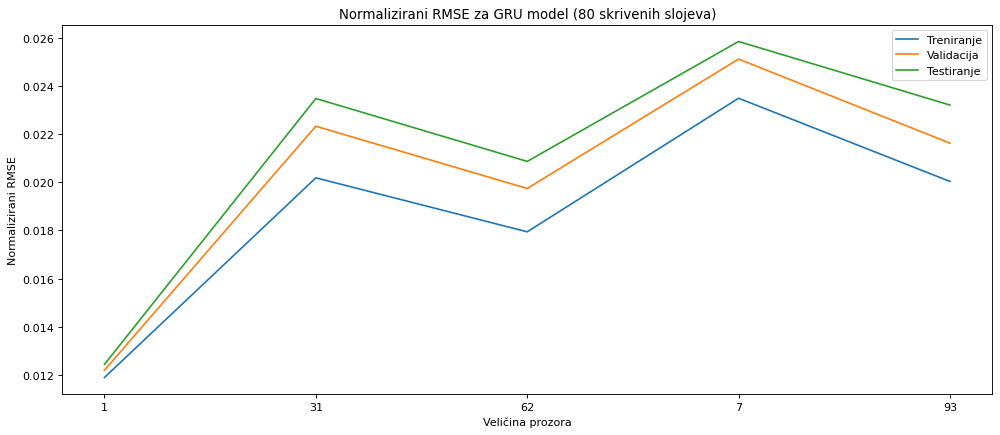 Normalizirani RMSE za GRU model (80 skrivenih slojeva)
Treniranje
Validacija
Testiranje
Normalizirani RMSE
0.026
0.024
0.022
0.020
0.018
0.016
0.014
0.012
1 31 62 7 93
Veličina prozora